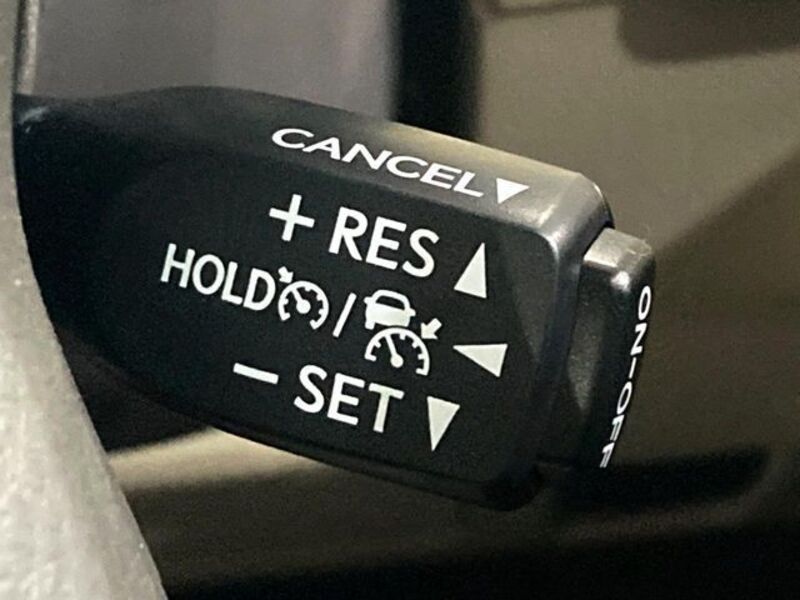 CANCEL▼
+ RES ▲
HOLD / ◀
− SET ▼
ON-OFF